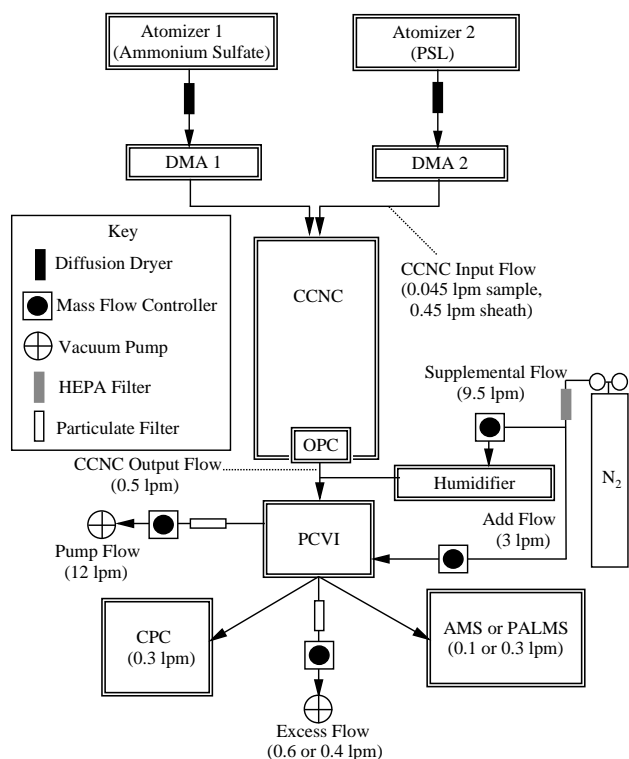 Atomizer 1
(Ammonium Sulfate)
Atomizer 2
(PSL)
DMA 1
DMA 2
Key
Diffusion Dryer
Mass Flow Controller
Vacuum Pump
HEPA Filter
Particulate Filter
CCNC
OPC
CCNC Input Flow
(0.045 lpm sample,
0.45 lpm sheath)
Supplemental Flow
(9.5 lpm)
CCNC Output Flow
(0.5 lpm)
Humidifier
N2
Add Flow
(3 lpm)
PCVI
Pump Flow
(12 lpm)
CPC
(0.3 lpm)
AMS or PALMS
(0.1 or 0.3 lpm)
Excess Flow
(0.6 or 0.4 lpm)